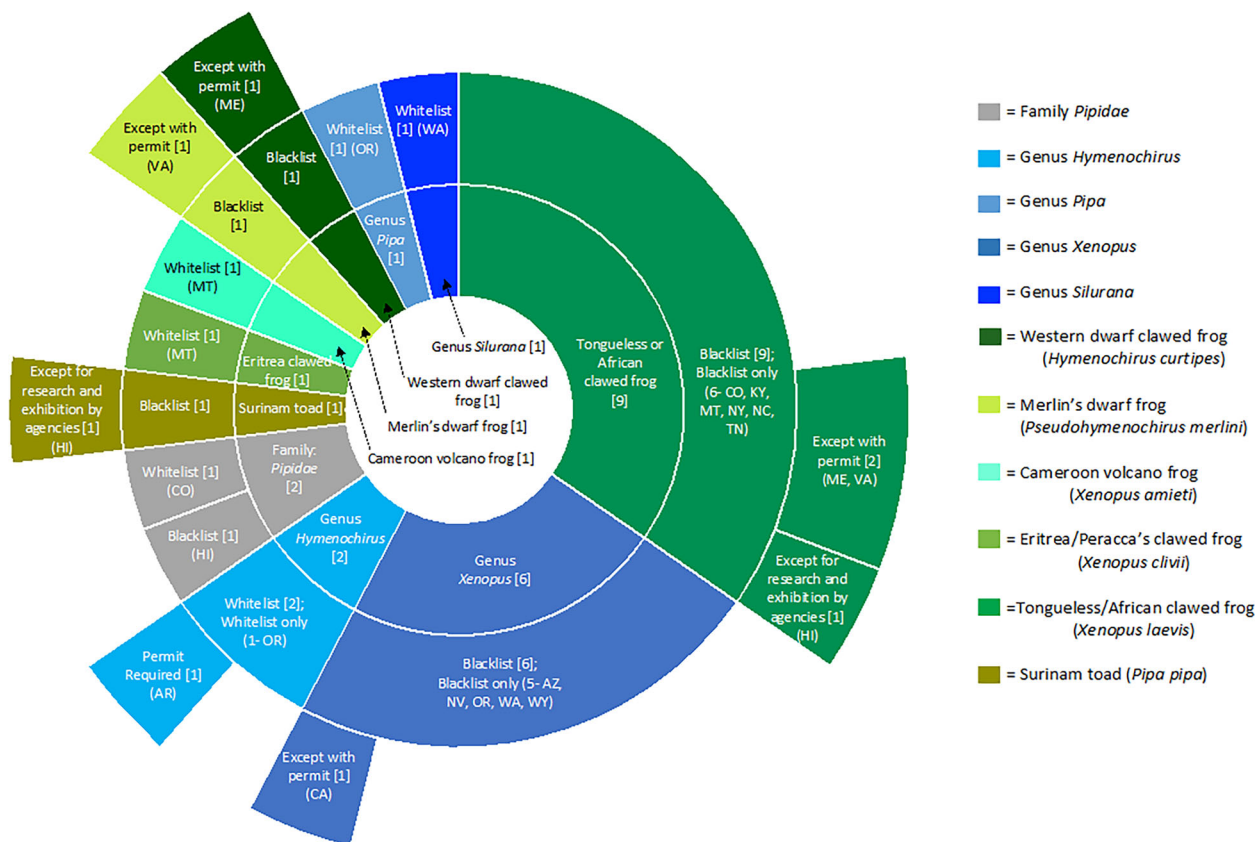 Except with
permit [1]
(ME)
Blacklist
[1]
Except with
permit [1]
(VA)
Blacklist
[1]
Whitelist
[1] (OR)
Genus
Pipa
[1]
Whitelist
[1] (WA)
Whitelist [1]
(MT)
Whitelist [1]
(MT)
Eritrea clawed
frog [1]
Except for
research and
exhibition by
agencies [1]
(HI)
Blacklist [1]
Surinam toad [1]
Whitelist [1]
(CO)
Blacklist [1]
(HI)
Family:
Pipidae
[2]
Genus
Hymenochirus
[2]
Whitelist [2];
Whitelist only
(1- OR)
Permit
Required [1]
(AR)
Genus
Xenopus [6]
Blacklist [6];
Blacklist only (5- AZ,
NV, OR, WA, WY)
Except with
permit [1]
(CA)
Genus Silurana [1]
Western dwarf clawed
frog [1]
Merlin's dwarf frog [1]
Cameroon volcano frog [1]
Tongueless or
African
clawed frog
[9]
Blacklist [9];
Blacklist only
(6- CO, KY,
MT, NY, NC,
TN)
Except with
permit [2]
(ME, VA)
Except for
research and
exhibition by
agencies [1]
(HI)
= Family Pipidae
= Genus Hymenochirus
= Genus Pipa
= Genus Xenopus
= Genus Silurana
= Western dwarf clawed frog
(Hymenochirus curtipes)
= Merlin's dwarf frog
(Pseudohymenochirus merlini)
= Cameroon volcano frog
(Xenopus amieti)
= Eritrea/Peracca's clawed frog
(Xenopus clivii)
=Tongueless/African clawed frog
(Xenopus laevis)
= Surinam toad (Pipa pipa)